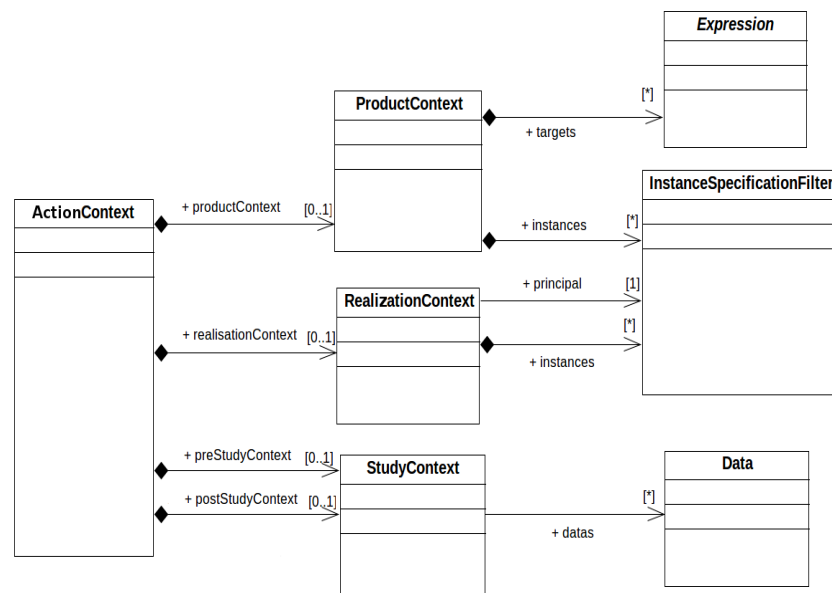 Expression
[*]
+ targets
ProductContext
InstanceSpecificationFilter
ActionContext
+ productContext
[0..1]
+ instances
[*]
+ principal
[1]
RealizationContext
+ realisationContext
[0..1]
[*]
+ instances
+ preStudyContext
[0..1]
StudyContext
Data
+ postStudyContext
[0..1]
[*]
+ datas